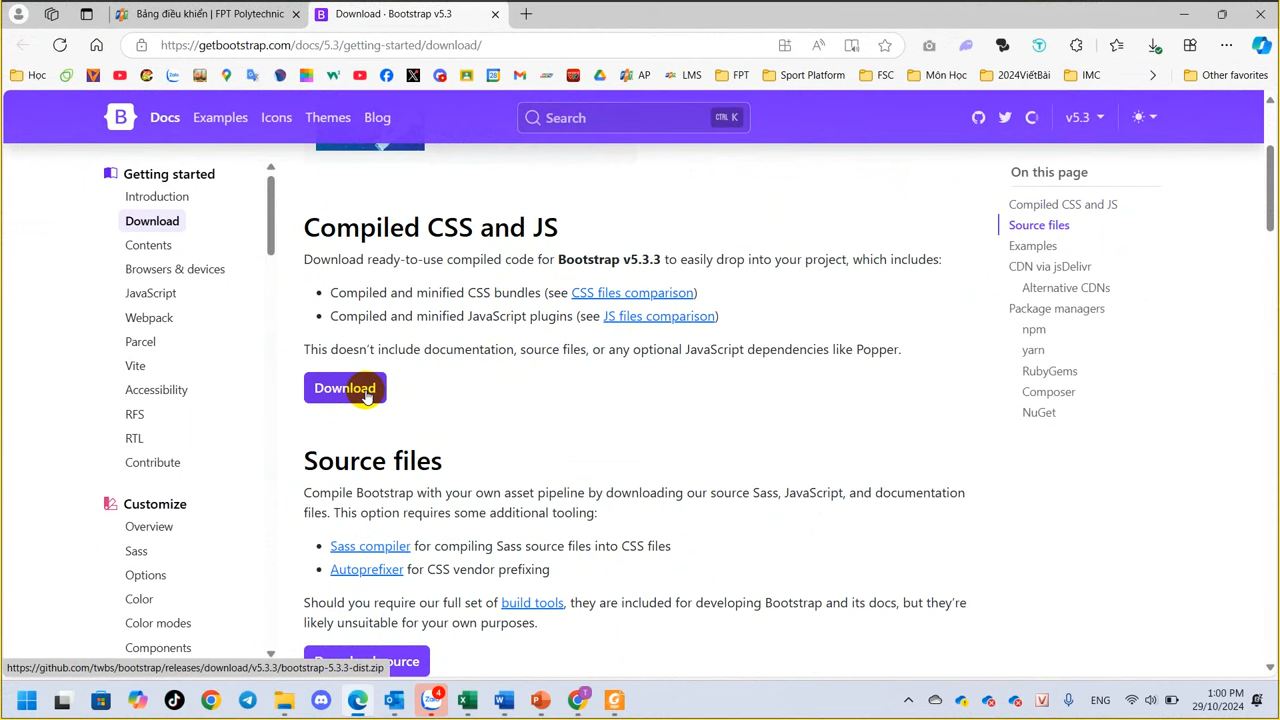 Bảng điều khiển | FPT Polytechnic
Download · Bootstrap v5.3
https://getbootstrap.com/docs/5.3/getting-started/download/
Học
AP
LMS
FPT
Sport Platform
FSC
Môn Học
2024ViếtBài
IMC
Other favorites
Docs
Examples
Icons
Themes
Blog
Search
CTRL K
v5.3
Getting started
Introduction
Download
Contents
Browsers & devices
JavaScript
Webpack
Parcel
Vite
Accessibility
RFS
RTL
Contribute
Customize
Overview
Sass
Options
Color
Color modes
Components
Compiled CSS and JS
Download ready-to-use compiled code for Bootstrap v5.3.3 to easily drop into your project, which includes:
• Compiled and minified CSS bundles (see CSS files comparison)
• Compiled and minified JavaScript plugins (see JS files comparison)
This doesn't include documentation, source files, or any optional JavaScript dependencies like Popper.
Download
Source files
Compile Bootstrap with your own asset pipeline by downloading our source Sass, JavaScript, and documentation
files. This option requires some additional tooling:
• Sass compiler for compiling Sass source files into CSS files
• Autoprefixer for CSS vendor prefixing
Should you require our full set of build tools, they are included for developing Bootstrap and its docs, but they're
likely unsuitable for your own purposes.
Download source
On this page
Compiled CSS and JS
Source files
Examples
CDN via jsDelivr
Alternative CDNs
Package managers
npm
yarn
RubyGems
Composer
NuGet
https://github.com/twbs/bootstrap/releases/download/v5.3.3/bootstrap-5.3.3-dist.zip
4
ENG
1:00 PM
29/10/2024